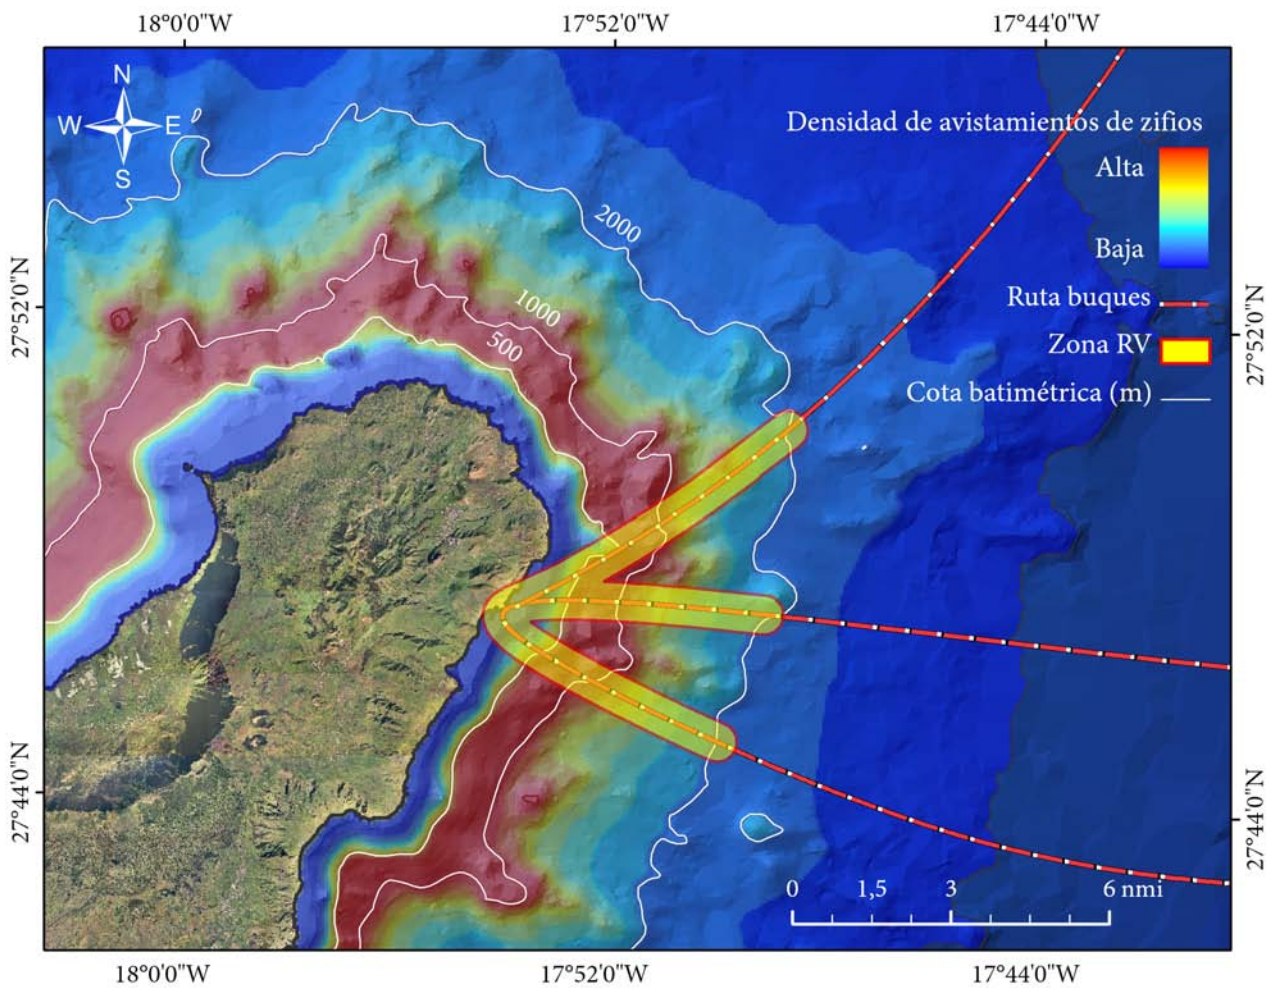 18°0'0"W 17°52'0"W 17°44'0"W
N
W E
S
Densidad de avistamientos de zifios
Alta
Baja
Ruta buques
Zona RV
Cota batimétrica (m)
2000
1000
500
27°52'0"N
27°52'0"N
27°44'0"N
27°44'0"N
0 1,5 3 6 nmi
18°0'0"W 17°52'0"W 17°44'0"W